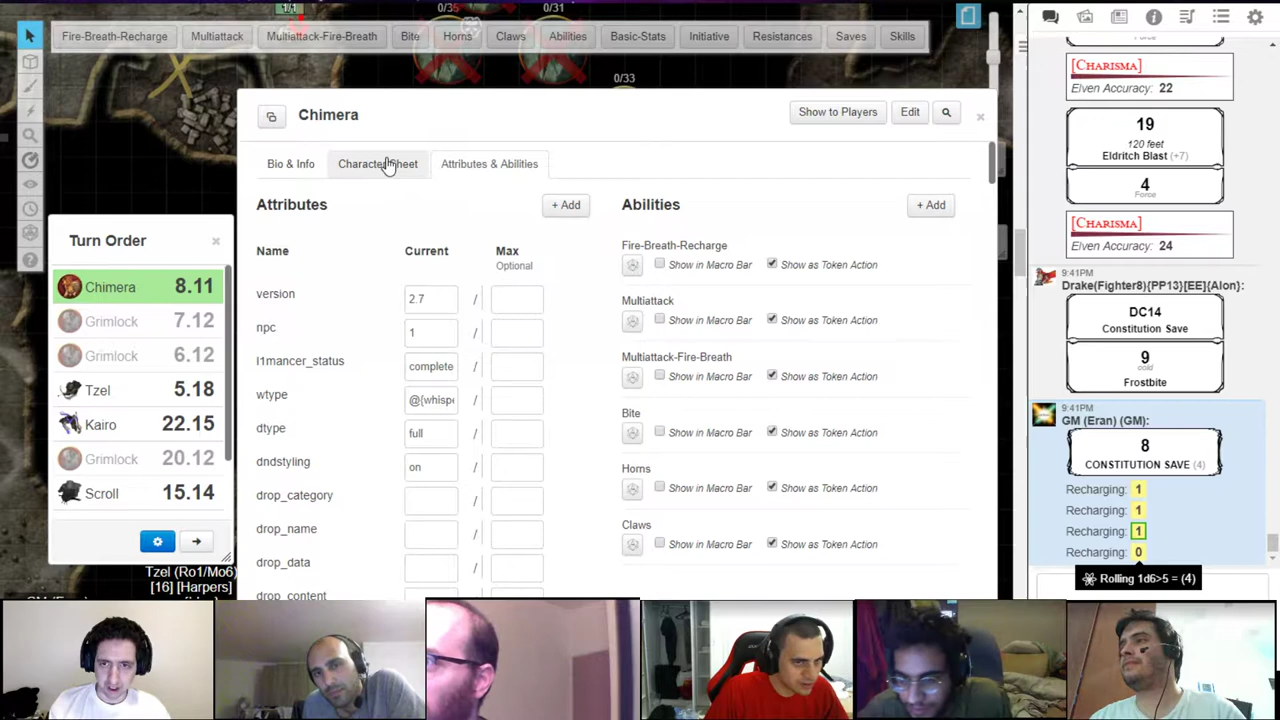 1/1
0/35
0/31
Fire-Breath-Recharge Multiattack Multiattack-Fire-Breath Bite Horns Claws Abilities Basic-Stats Initiative Resistances Saves Skills
0/33
Chimera
Show to Players
Edit
Bio & Info
Character Sheet
Attributes & Abilities
Attributes
+ Add
Name
Current
Max
Optional
version 2.7 /
npc 1 /
l1mancer_status complete /
wtype @{whispe /
dtype full /
dndstyling on /
drop_category /
drop_name /
drop_data /
drop_content
Abilities
+ Add
Fire-Breath-Recharge
Show in Macro Bar Show as Token Action
Multiattack
Show in Macro Bar Show as Token Action
Multiattack-Fire-Breath
Show in Macro Bar Show as Token Action
Bite
Show in Macro Bar Show as Token Action
Horns
Show in Macro Bar Show as Token Action
Claws
Show in Macro Bar Show as Token Action
Turn Order
Chimera 8.11
Grimlock 7.12
Grimlock 6.12
Tzel 5.18
Kairo 22.15
Grimlock 20.12
Scroll 15.14
Tzel (Ro1/Mo6)
[16] [Harpers]
Force
[Charisma]
Elven Accuracy: 22
19
120 feet
Eldritch Blast (+7)
4
Force
[Charisma]
Elven Accuracy: 24
9:41PM
Drake(Fighter8){PP13}[EE]{Alon}:
DC14
Constitution Save
9
cold
Frostbite
9:41PM
GM (Eran) (GM):
8
CONSTITUTION SAVE (4)
Recharging: 1
Recharging: 1
Recharging: 1
Recharging: 0
Rolling 1d6>5 = (4)